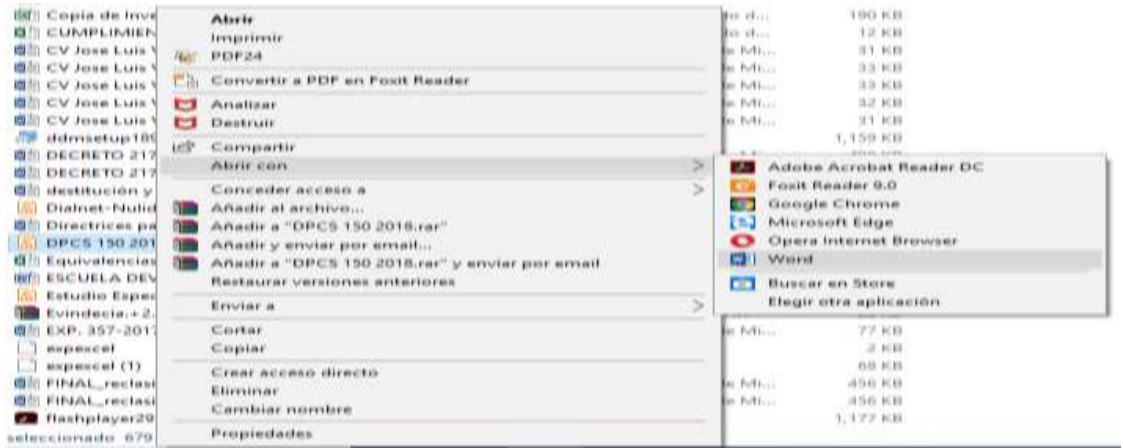 Copia de Inve
CUMPLIMIEN
CV Jose Luis V
CV Jose Luis V
CV Jose Luis V
CV Jose Luis V
CV Jose Luis V
ddmsetup189
DECRETO 217
DECRETO 217
destitución y
Dialnet-Nulid
Directrices pa
DPCS 150 201
Equivalencias
ESCUELA DEV
Estudio Espec
Evindecia.+2.
EXP. 357-2017
expexcel
expexcel (1)
FINAL_reclasi
FINAL_reclasi
flashplayer29
seleccionado 679
Abrir
Imprimir
PDF24
Convertir a PDF en Foxit Reader
Analizar
Destruir
Compartir
Abrir con
Conceder acceso a
Añadir al archivo...
Añadir a "DPCS 150 2018.rar"
Añadir y enviar por email...
Añadir a "DPCS 150 2018.rar" y enviar por email
Restaurar versiones anteriores
Enviar a
Cortar
Copiar
Crear acceso directo
Eliminar
Cambiar nombre
Propiedades
Adobe Acrobat Reader DC
Foxit Reader 9.0
Google Chrome
Microsoft Edge
Opera Internet Browser
Word
Buscar en Store
Elegir otra aplicación
190 KB
12 KB
31 KB
33 KB
33 KB
32 KB
31 KB
1,159 KB
77 KB
2 KB
68 KB
456 KB
456 KB
1,177 KB